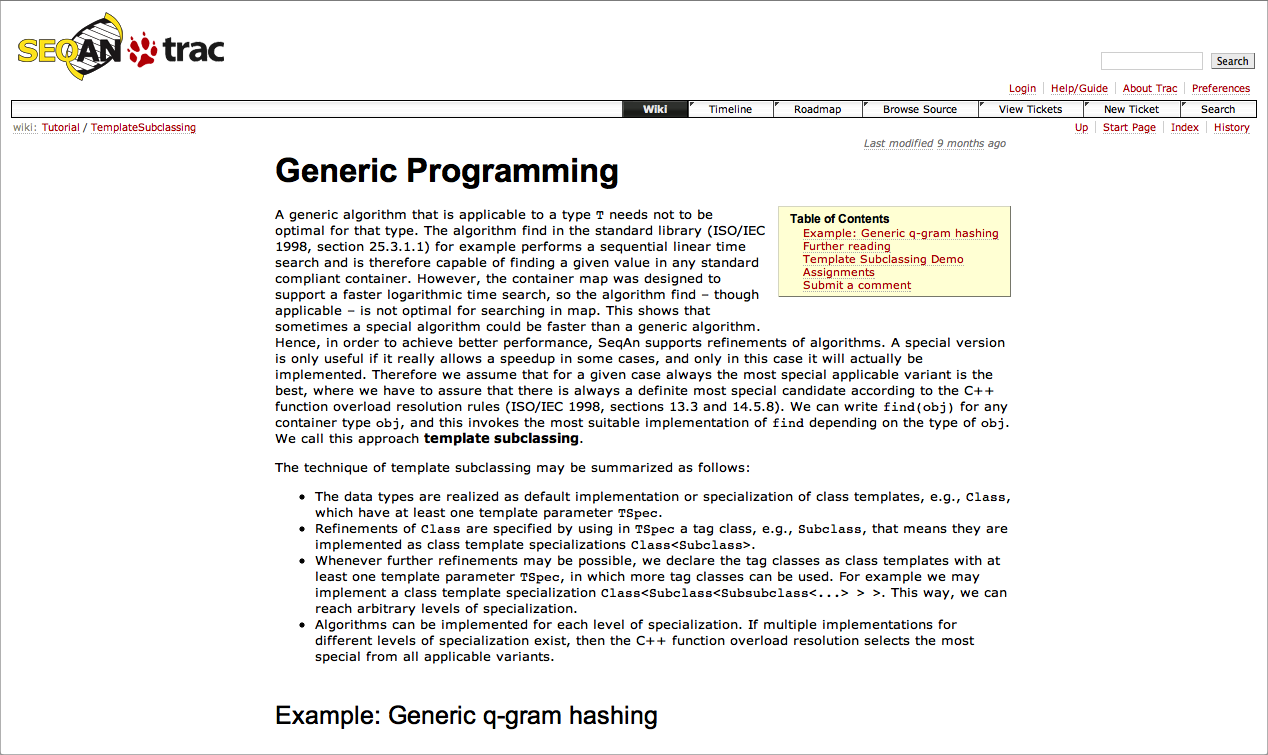 SEQAN trac
Search
Login Help/Guide About Trac Preferences
Wiki Timeline Roadmap Browse Source View Tickets New Ticket Search
wiki: Tutorial / TemplateSubclassing
Up Start Page Index History
Last modified 9 months ago
Generic Programming
A generic algorithm that is applicable to a type T needs not to be
optimal for that type. The algorithm find in the standard library (ISO/IEC
1998, section 25.3.1.1) for example performs a sequential linear time
search and is therefore capable of finding a given value in any standard
compliant container. However, the container map was designed to
support a faster logarithmic time search, so the algorithm find – though
applicable – is not optimal for searching in map. This shows that
sometimes a special algorithm could be faster than a generic algorithm.
Hence, in order to achieve better performance, SeqAn supports refinements of algorithms. A special version
is only useful if it really allows a speedup in some cases, and only in this case it will actually be
implemented. Therefore we assume that for a given case always the most special applicable variant is the
best, where we have to assure that there is always a definite most special candidate according to the C++
function overload resolution rules (ISO/IEC 1998, sections 13.3 and 14.5.8). We can write find(obj) for any
container type obj, and this invokes the most suitable implementation of find depending on the type of obj.
We call this approach template subclassing.
Table of Contents
Example: Generic q-gram hashing
Further reading
Template Subclassing Demo
Assignments
Submit a comment
The technique of template subclassing may be summarized as follows:
• The data types are realized as default implementation or specialization of class templates, e.g., Class,
which have at least one template parameter TSpec.
• Refinements of Class are specified by using in TSpec a tag class, e.g., Subclass, that means they are
implemented as class template specializations Class<Subclass>.
• Whenever further refinements may be possible, we declare the tag classes as class templates with at
least one template parameter TSpec, in which more tag classes can be used. For example we may
implement a class template specialization Class<Subclass<Subsubclass<...> > >. This way, we can
reach arbitrary levels of specialization.
• Algorithms can be implemented for each level of specialization. If multiple implementations for
different levels of specialization exist, then the C++ function overload resolution selects the most
special from all applicable variants.
Example: Generic q-gram hashing